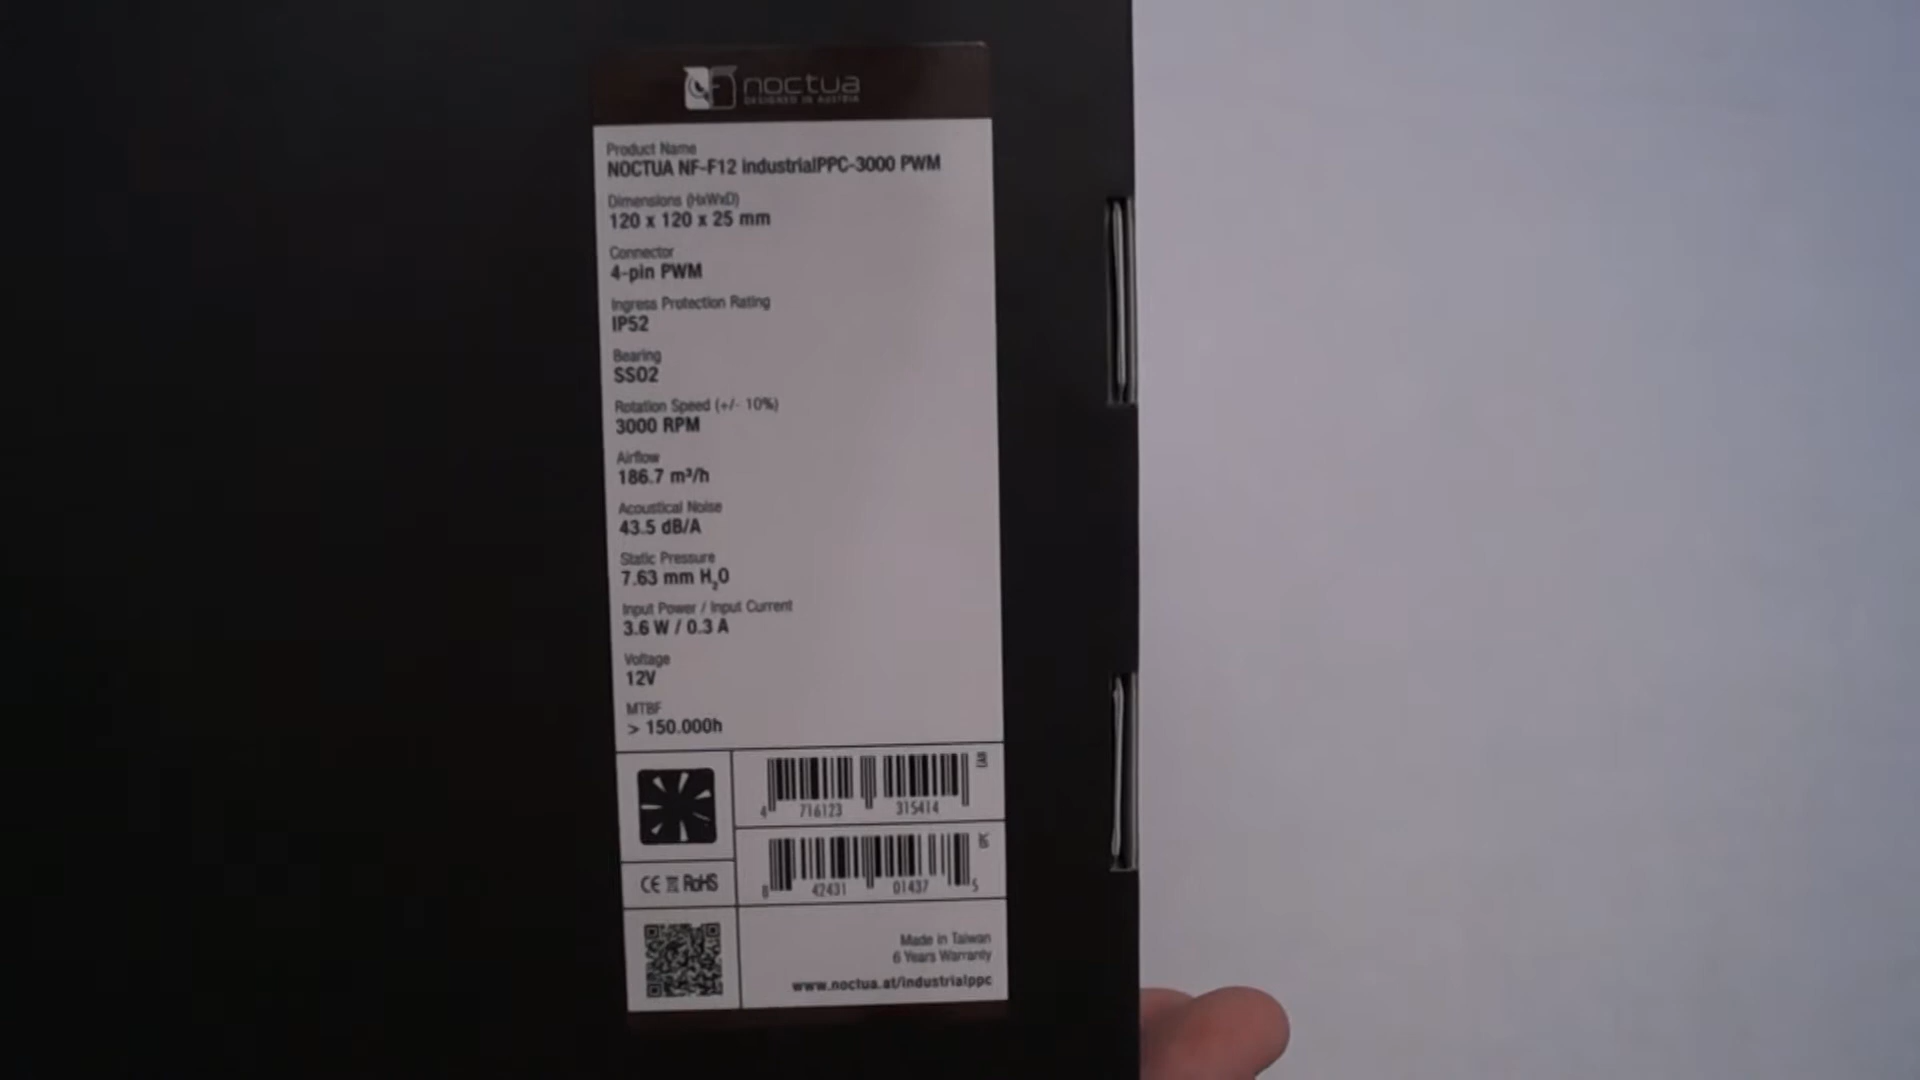 noctua
DESIGNED IN AUSTRIA
Product Name
NOCTUA NF-F12 industrialPPC-3000 PWM
Dimensions (HxWxD)
120 x 120 x 25 mm
Connector
4-pin PWM
Ingress Protection Rating
IP52
Bearing
SSO2
Rotation Speed (+/- 10%)
3000 RPM
Airflow
186.7 m³/h
Acoustical Noise
43.5 dB/A
Static Pressure
7.63 mm H₂O
Input Power / Input Current
3.6 W / 0.3 A
Voltage
12V
MTBF
> 150.000h
EAN
4 716123 315414
UPC
8 42431 01437 5
CE RoHS
Made in Taiwan
6 Years Warranty
www.noctua.at/industrialppc